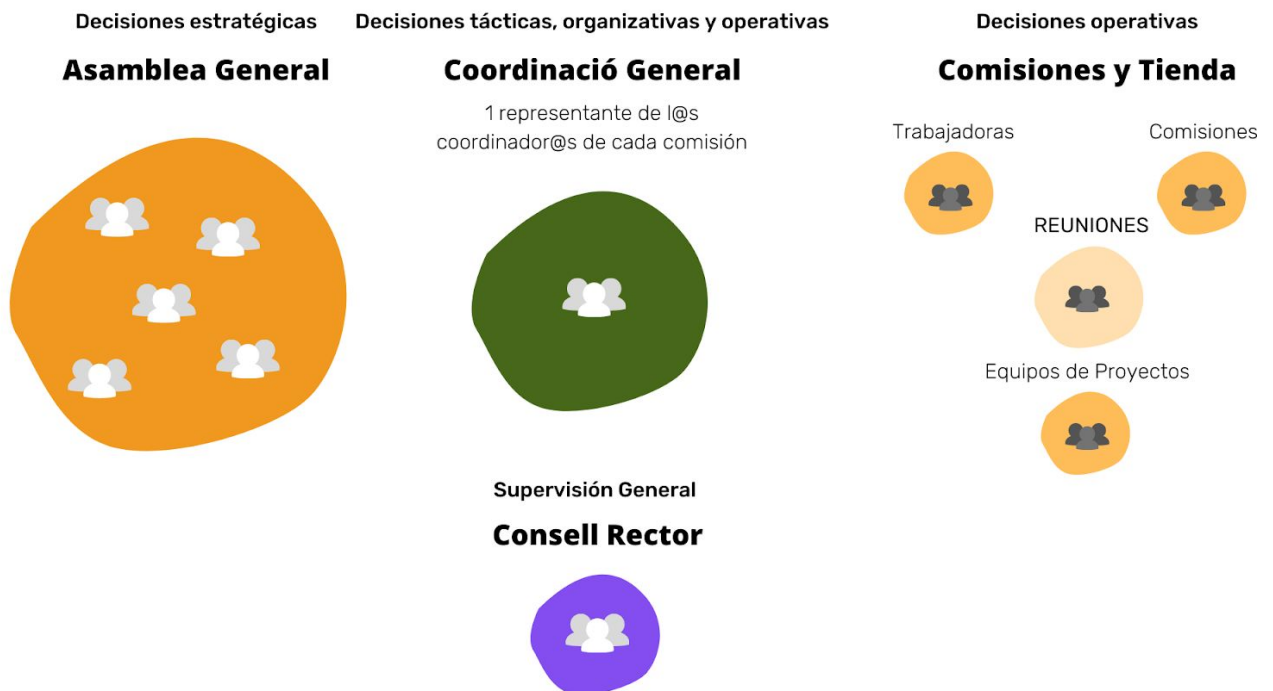 Decisiones estratégicas
Asamblea General
Decisiones tácticas, organizativas y operativas
Coordinació General
1 representante de l@s
coordinador@s de cada comisión
Decisiones operativas
Comisiones y Tienda
Trabajadoras
Comisiones
REUNIONES
Equipos de Proyectos
Supervisión General
Consell Rector